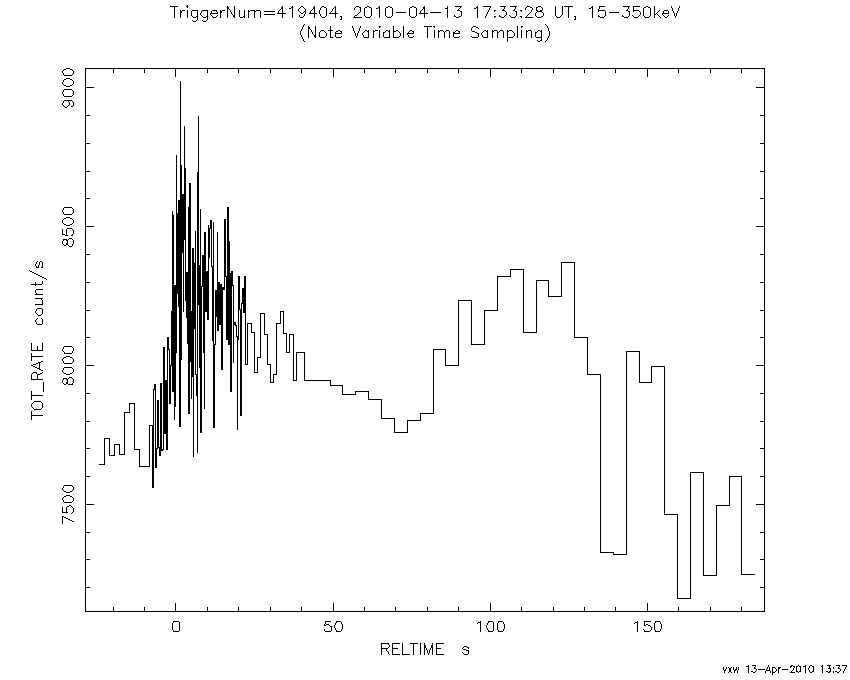 TriggerNum=419404, 2010-04-13 17:33:28 UT, 15-350keV
(Note Variable Time Sampling)
9000
8500
8000
7500
TOT_RATE count/s
0 50 100 150
RELTIME s
vxw 13-Apr-2010 13:37